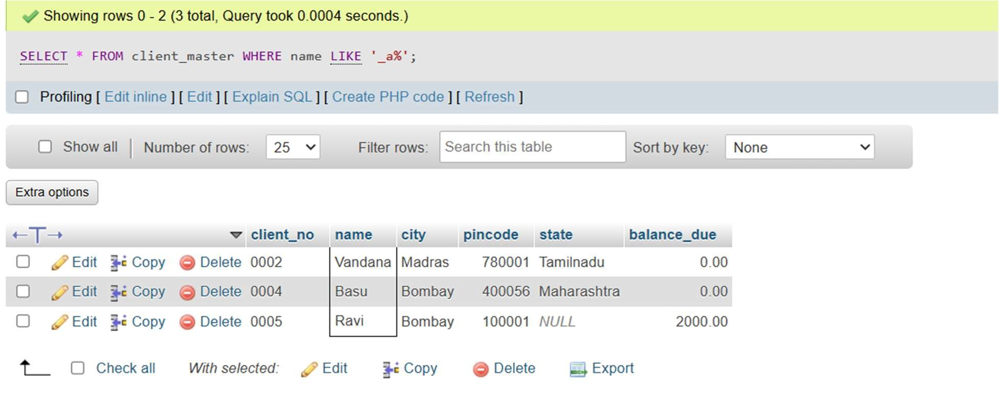 Showing rows 0 - 2 (3 total, Query took 0.0004 seconds.)
SELECT * FROM client_master WHERE name LIKE '_a%';
Profiling [ Edit inline ] [ Edit ] [ Explain SQL ] [ Create PHP code ] [ Refresh ]
Show all | Number of rows: 25 Filter rows: Search this table Sort by key: None
Extra options
←T→ client_no name city pincode state balance_due
Edit Copy Delete 0002 Vandana Madras 780001 Tamilnadu 0.00
Edit Copy Delete 0004 Basu Bombay 400056 Maharashtra 0.00
Edit Copy Delete 0005 Ravi Bombay 100001 NULL 2000.00
Check all With selected: Edit Copy Delete Export